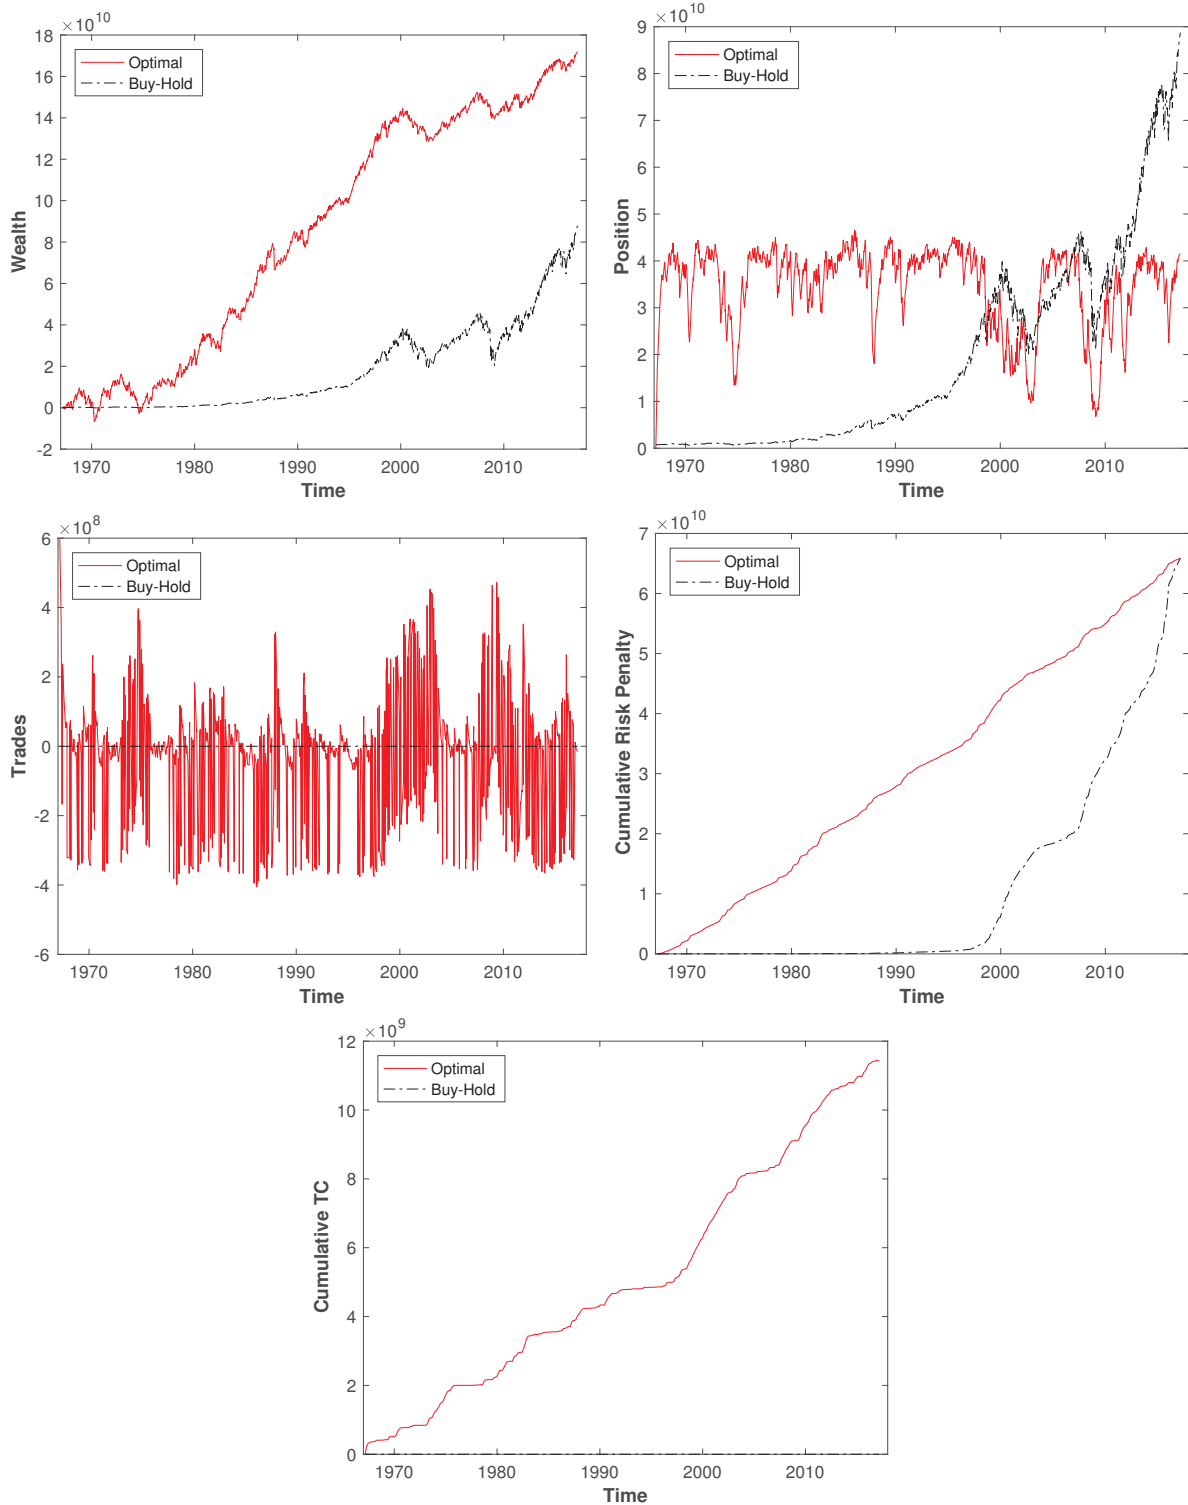 ×10^10
18
16
14
12
10
8
6
4
2
0
-2
Wealth
Optimal
Buy-Hold
1970 1980 1990 2000 2010
Time
×10^10
9
8
7
6
5
4
3
2
1
0
Position
Optimal
Buy-Hold
1970 1980 1990 2000 2010
Time
×10^8
6
4
2
0
-2
-4
-6
Trades
Optimal
Buy-Hold
1970 1980 1990 2000 2010
Time
×10^10
7
6
5
4
3
2
1
0
Cumulative Risk Penalty
Optimal
Buy-Hold
1970 1980 1990 2000 2010
Time
×10^9
12
10
8
6
4
2
0
Cumulative TC
Optimal
Buy-Hold
1970 1980 1990 2000 2010
Time